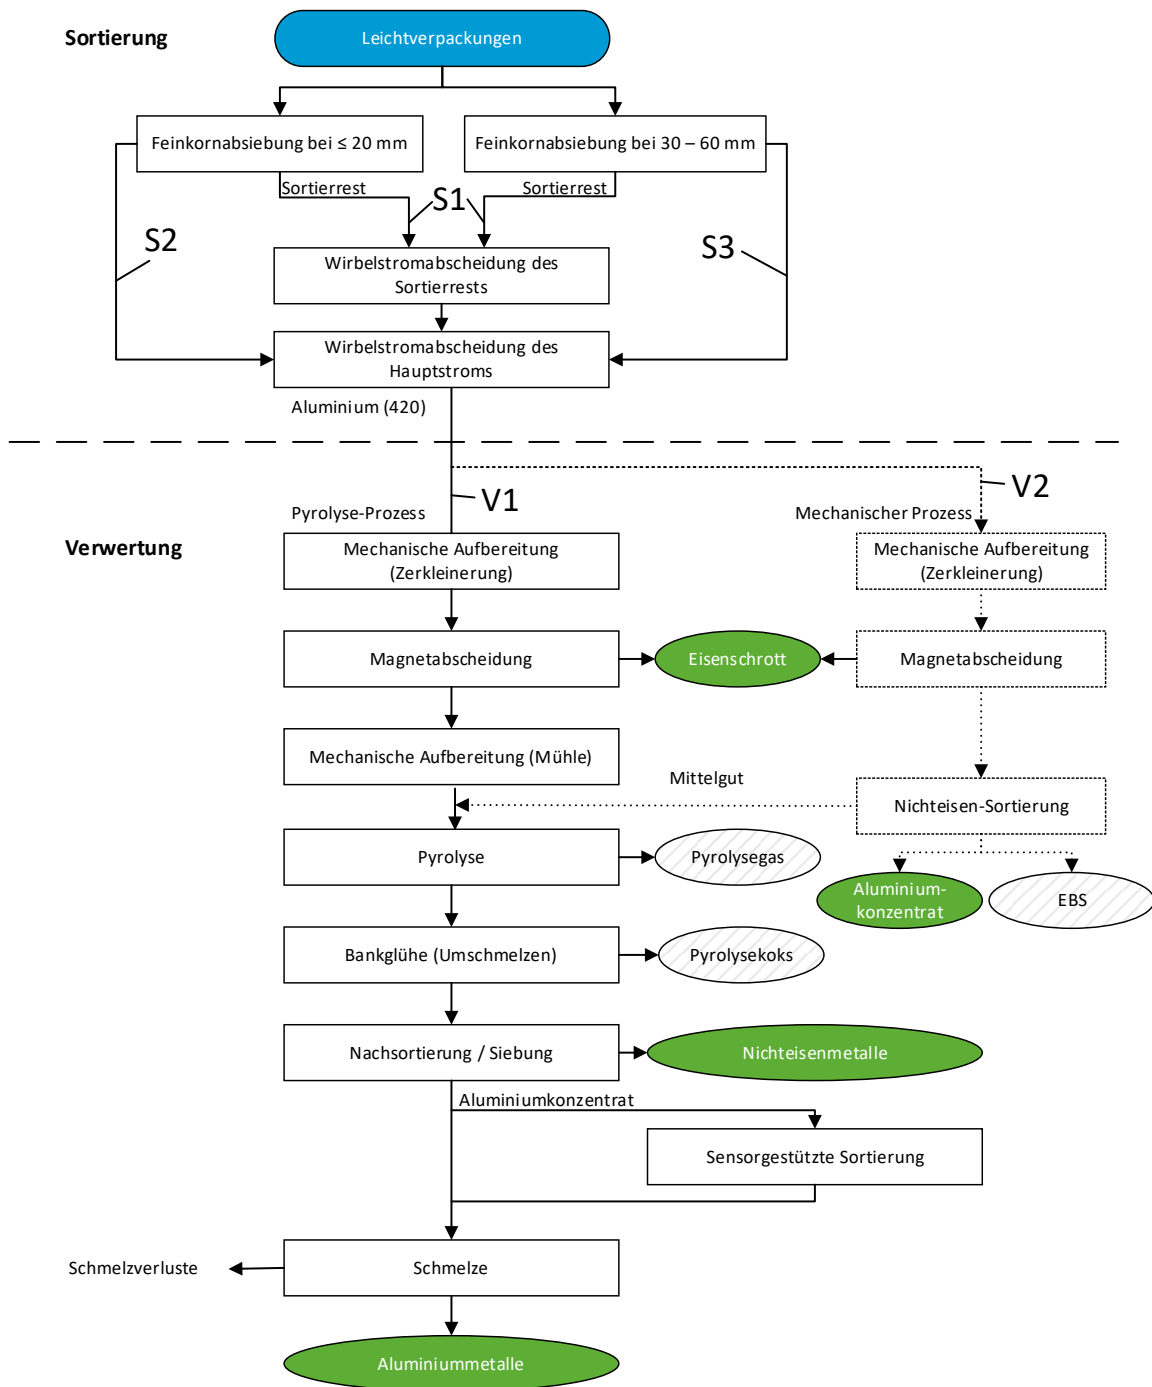 Sortierung
Leichtverpackungen
Feinkornabsiebung bei ≤ 20 mm
Feinkornabsiebung bei 30 – 60 mm
Sortierrest
S1
Sortierrest
S2
S3
Wirbelstromabscheidung des
Sortierrests
Wirbelstromabscheidung des
Hauptstroms
Aluminium (420)
V1
V2
Pyrolyse-Prozess
Mechanischer Prozess
Verwertung
Mechanische Aufbereitung
(Zerkleinerung)
Mechanische Aufbereitung
(Zerkleinerung)
Magnetabscheidung
Eisenschrott
Magnetabscheidung
Mechanische Aufbereitung (Mühle)
Mittelgut
Nichteisen-Sortierung
Pyrolyse
Pyrolysegas
Aluminium-
konzentrat
EBS
Bankglühe (Umschmelzen)
Pyrolysekoks
Nachsortierung / Siebung
Nichteisenmetalle
Aluminiumkonzentrat
Sensorgestützte Sortierung
Schmelzverluste
Schmelze
Aluminiummetalle